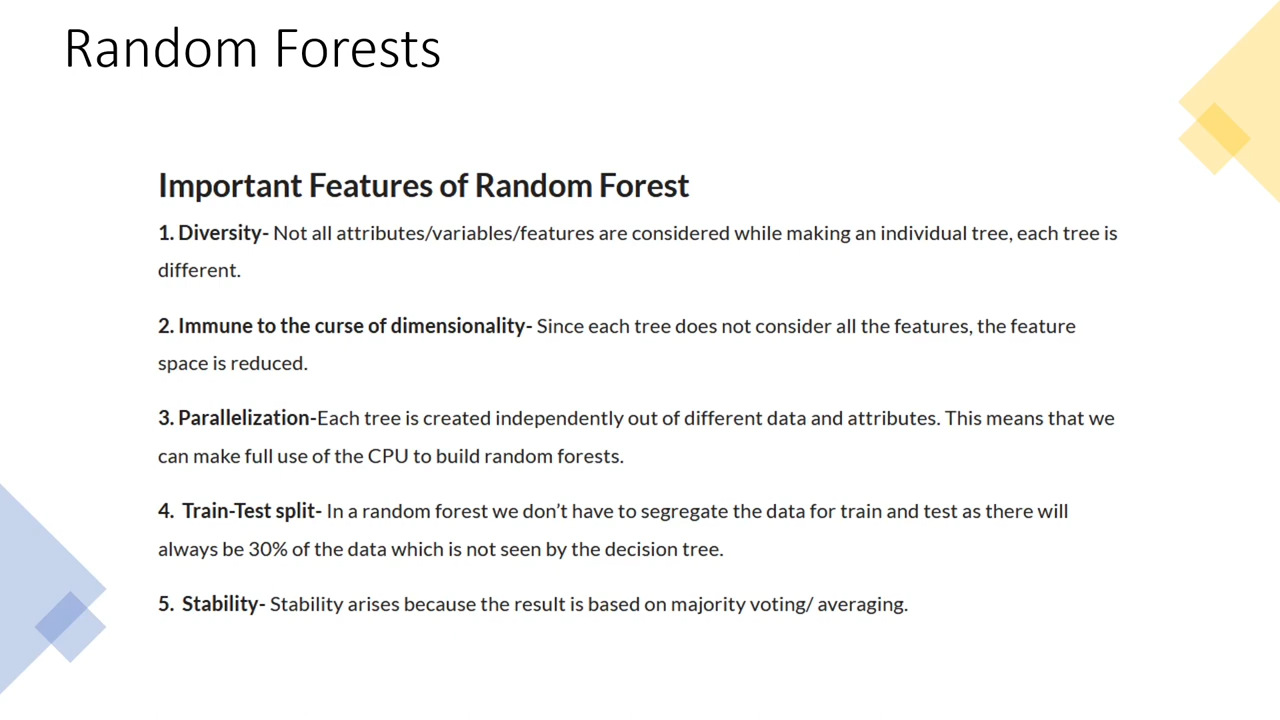 Random Forests
Important Features of Random Forest
1. Diversity- Not all attributes/variables/features are considered while making an individual tree, each tree is
different.
2. Immune to the curse of dimensionality- Since each tree does not consider all the features, the feature
space is reduced.
3. Parallelization-Each tree is created independently out of different data and attributes. This means that we
can make full use of the CPU to build random forests.
4. Train-Test split- In a random forest we don’t have to segregate the data for train and test as there will
always be 30% of the data which is not seen by the decision tree.
5. Stability- Stability arises because the result is based on majority voting/ averaging.